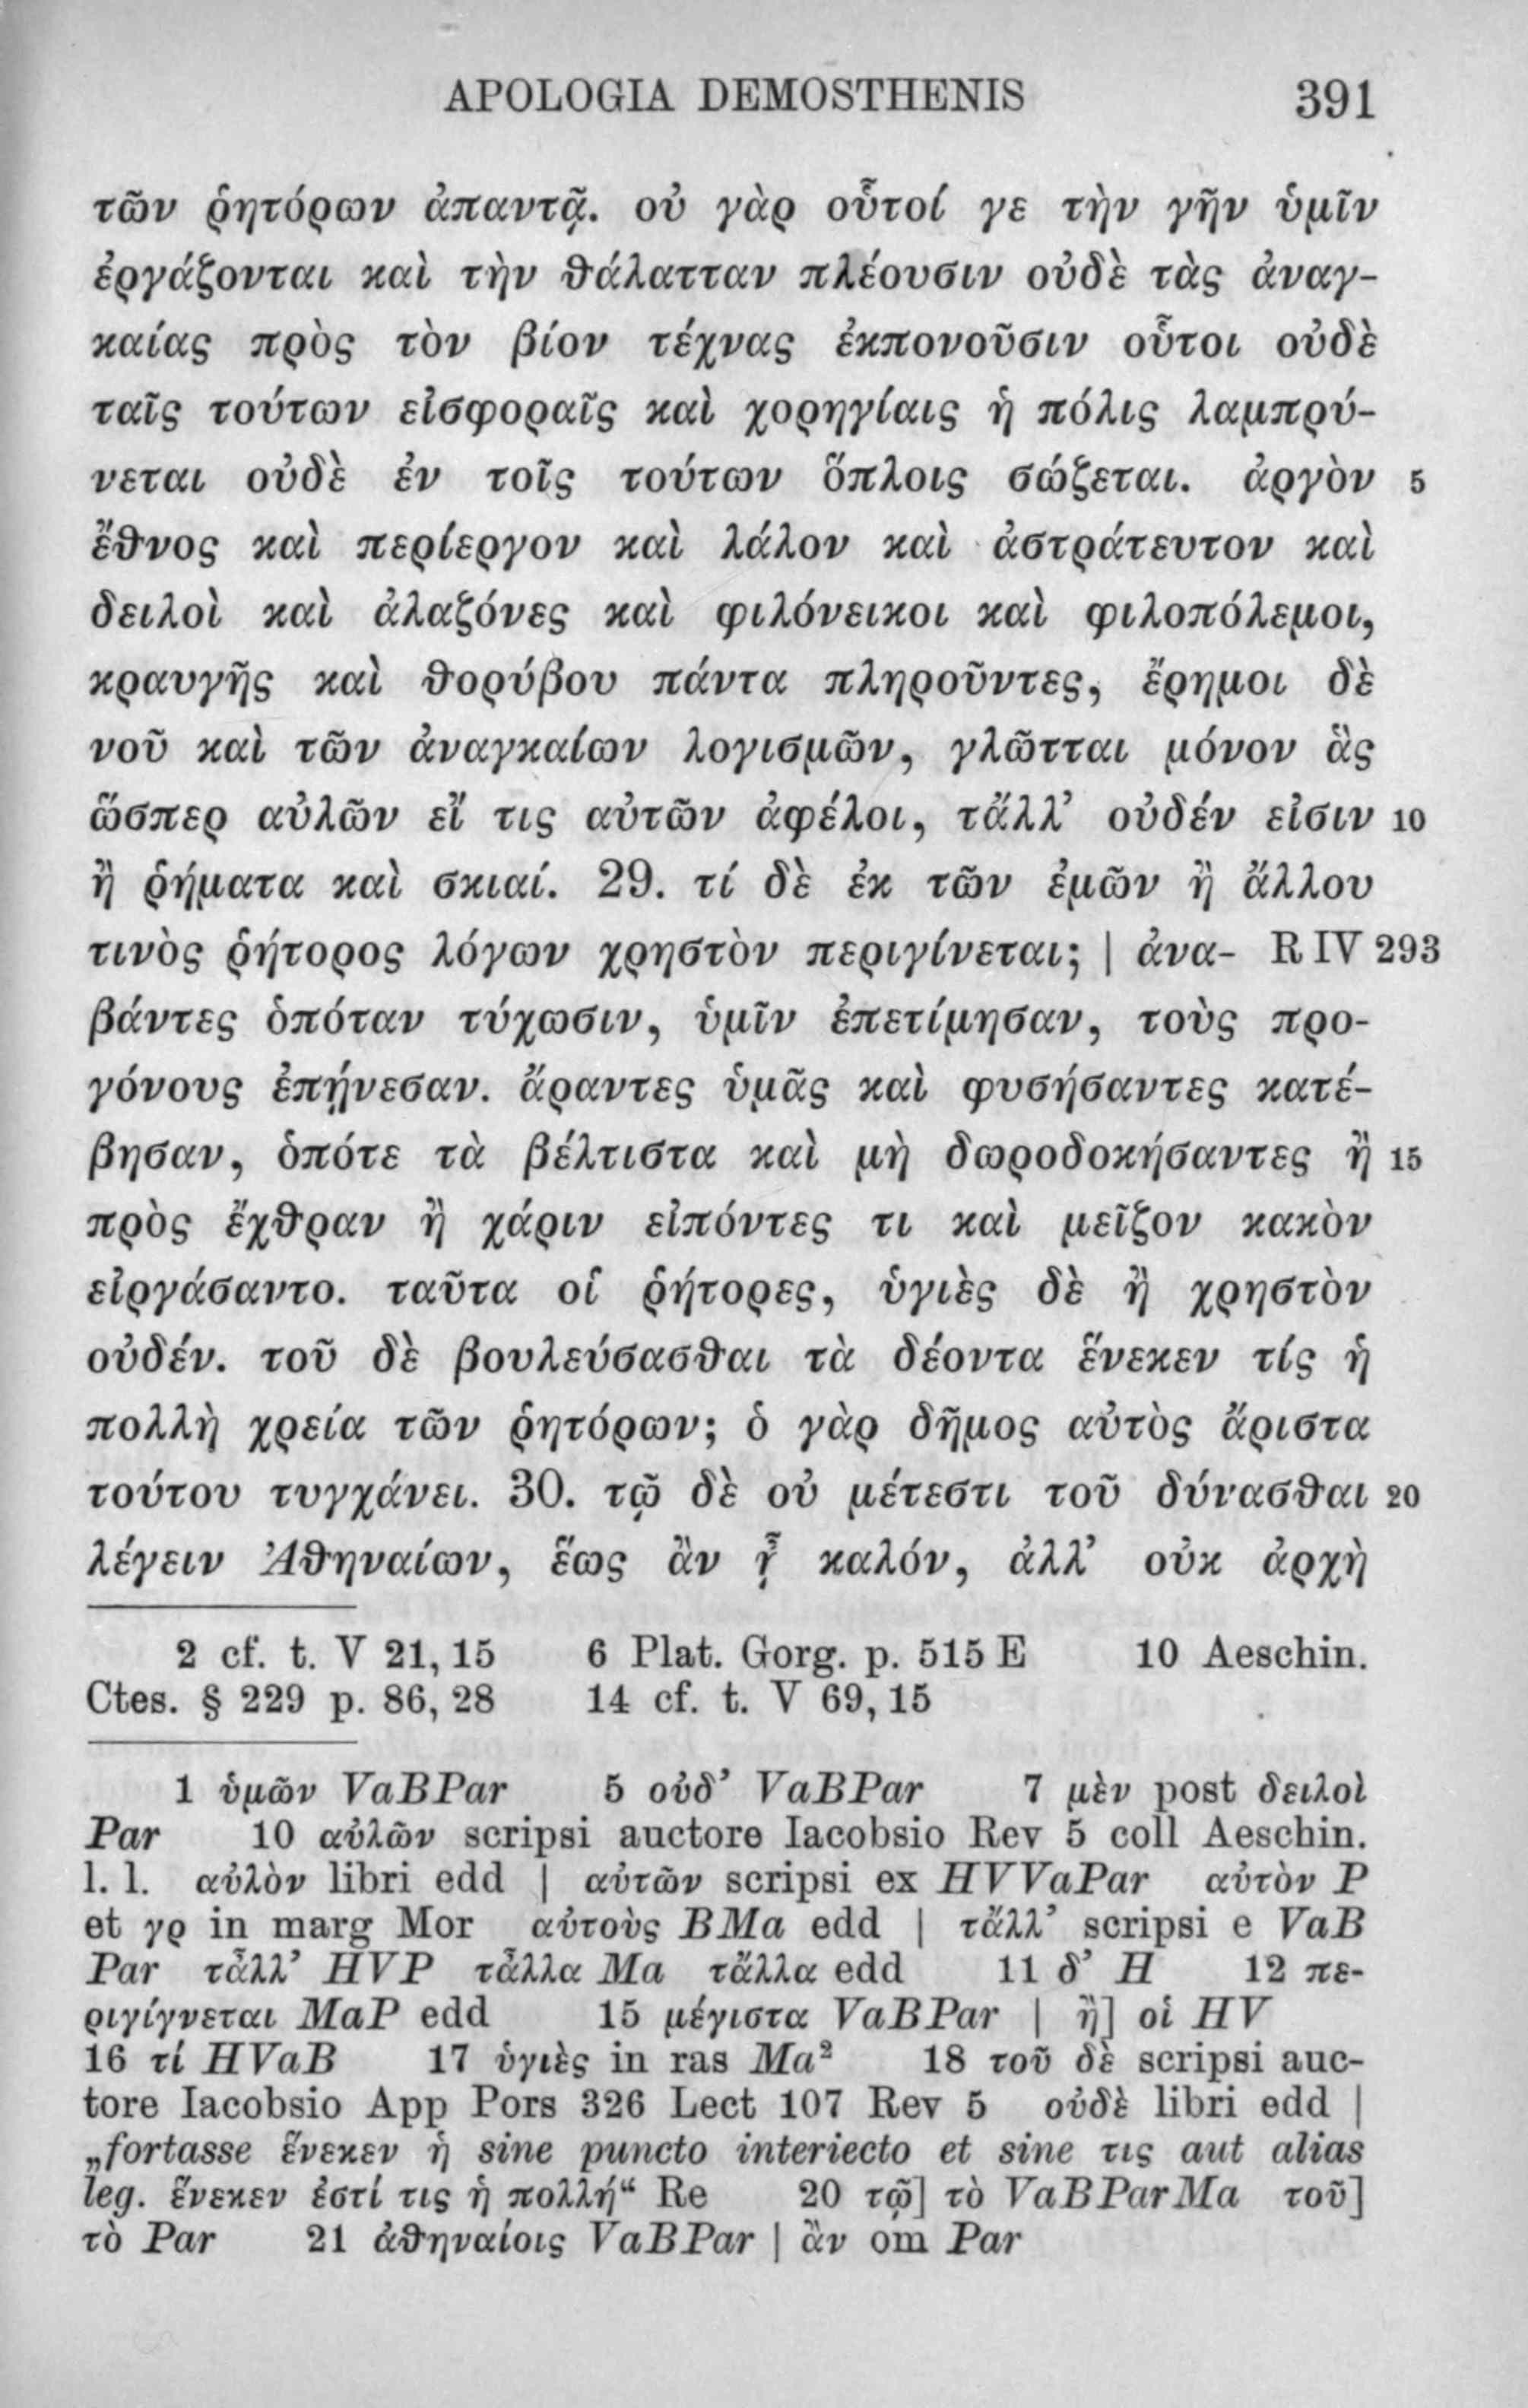 APOLOGIA DEMOSTHENIS 391
τῶν ῥητόρων ἀπαντᾷ. οὐ γὰρ οὗτοί γε τὴν γῆν ὑμῖν
ἐργάζονται καὶ τὴν θάλατταν πλέουσιν οὐδὲ τὰς ἀναγ-
καίας πρὸς τὸν βίον τέχνας ἐκπονοῦσιν οὗτοι οὐδὲ
ταῖς τούτων εἰσφοραῖς καὶ χορηγίαις ἡ πόλις λαμπρύ-
νεται οὐδὲ ἐν τοῖς τούτων ὅπλοις σώζεται. ἀργὸν 5
ἔθνος καὶ περίεργον καὶ λάλον καὶ ἀστράτευτον καὶ
δειλοὶ καὶ ἀλαζόνες καὶ φιλόνεικοι καὶ φιλοπόλεμοι,
κραυγῆς καὶ θορύβου πάντα πληροῦντες, ἔρημοι δὲ
νοῦ καὶ τῶν ἀναγκαίων λογισμῶν, γλῶτται μόνον ἃς
ὥσπερ αὐλῶν εἴ τις αὐτῶν ἀφέλοι, τἄλλ’ οὐδέν εἰσιν 10
ἢ ῥήματα καὶ σκιαί. 29. τί δὲ ἐκ τῶν ἐμῶν ἢ ἄλλου
τινὸς ῥήτορος λόγων χρηστὸν περιγίνεται; | ἀνα- R IV 293
βάντες ὁπόταν τύχωσιν, ὑμῖν ἐπετίμησαν, τοὺς προ-
γόνους ἐπῄνεσαν. ἄραντες ὑμᾶς καὶ φυσήσαντες κατέ-
βησαν, ὁπότε τὰ βέλτιστα καὶ μὴ δωροδοκήσαντες ἢ 15
πρὸς ἔχθραν ἢ χάριν εἰπόντες τι καὶ μεῖζον κακὸν
εἰργάσαντο. ταῦτα οἱ ῥήτορες, ὑγιὲς δὲ ἢ χρηστὸν
οὐδέν. τοῦ δὲ βουλεύσασθαι τὰ δέοντα ἕνεκεν τίς ἡ
πολλὴ χρεία τῶν ῥητόρων; ὁ γὰρ δῆμος αὐτὸς ἄριστα
τούτου τυγχάνει. 30. τῷ δὲ οὐ μέτεστι τοῦ δύνασθαι 20
λέγειν Ἀθηναίων, ἕως ἂν ᾖ καλόν, ἀλλ’ οὐκ ἀρχὴ
2 cf. t. V 21, 15 6 Plat. Gorg. p. 515 E 10 Aeschin.
Ctes. § 229 p. 86, 28 14 cf. t. V 69, 15
1 ὑμῶν VaBPar 5 οὐδ’ VaBPar 7 μὲν post δειλοὶ
Par 10 αὐλῶν scripsi auctore Iacobsio Rev 5 coll Aeschin.
l. l. αὐλὸν libri edd | αὐτῶν scripsi ex HVVaPar αὐτὸν P
et γρ in marg Mor αὐτοὺς BMa edd | τἄλλ’ scripsi e VaB
Par τἆλλ’ HVP τἆλλα Ma τἄλλα edd 11 δ’ H 12 πε-
ριγίγνεται MaP edd 15 μέγιστα VaBPar | ἢ] οἱ HV
16 τί HVaB 17 ὑγιὲς in ras Ma² 18 τοῦ δὲ scripsi auc-
tore Iacobsio App Pors 326 Lect 107 Rev 5 οὐδὲ libri edd |
„fortasse ἕνεκεν ἡ sine puncto interiecto et sine τις aut alias
leg. ἕνεκεν ἐστί τις ἡ πολλή“ Re 20 τῷ] τὸ VaBParMa τοῦ]
τὸ Par 21 ἀθηναίοις VaBPar | ἂν om Par